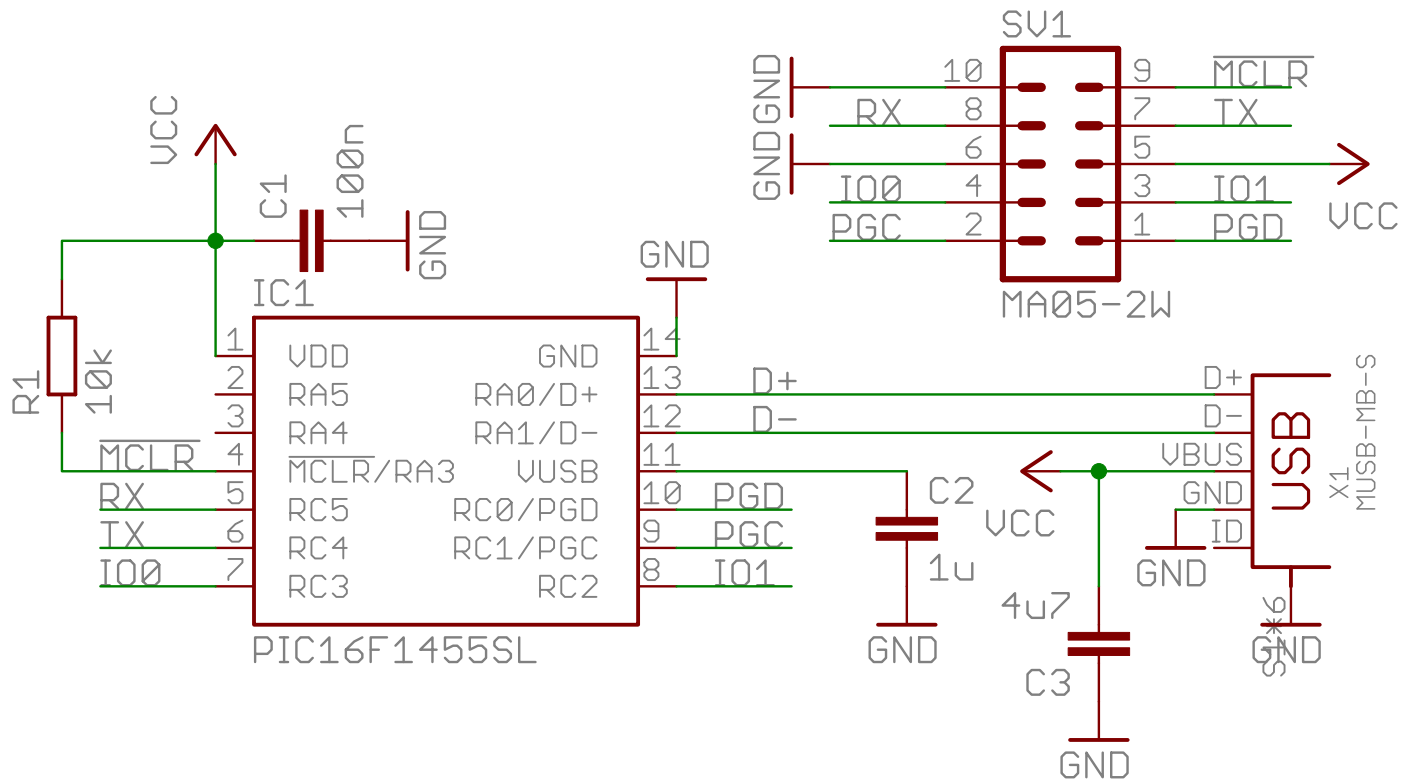 SV1
GND
10
9
MCLR
RX
8
7
TX
GND
6
5
VCC
IO0
4
3
IO1
PGC
2
1
PGD
MA05-2W
VCC
C1
100n
GND
R1
10k
IC1
GND
1
VDD
GND
14
2
RA5
RA0/D+
13
D+
3
RA4
RA1/D-
12
D-
MCLR
4
MCLR/RA3
VUSB
11
RX
5
RC5
RC0/PGD
10
PGD
TX
6
RC4
RC1/PGC
9
PGC
IO0
7
RC3
RC2
8
IO1
PIC16F1455SL
C2
1u
GND
VCC
4u7
C3
GND
D+
D-
VBUS
GND
ID
USB
X1
MUSB-MB-S
GND
S1*6
GND